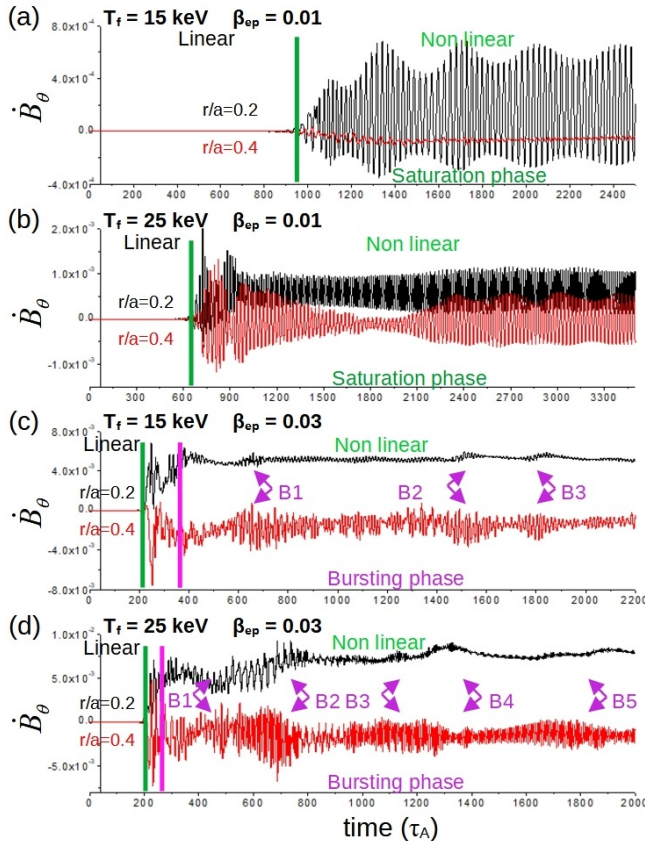 (a) T_f = 15 keV β_ep = 0.01
Linear Non linear
8.0x10⁻⁴
4.0x10⁻⁴
r/a=0.2
0.0
r/a=0.4
-4.0x10⁻⁴
Saturation phase
Ḃ_θ
0 200 400 600 800 1000 1200 1400 1600 1800 2000 2200 2400
(b) T_f = 25 keV β_ep = 0.01
2.0x10⁻³
Linear Non linear
1.0x10⁻³
r/a=0.2
0.0
r/a=0.4
-1.0x10⁻³
Saturation phase
Ḃ_θ
0 300 600 900 1200 1500 1800 2100 2400 2700 3000 3300
(c) T_f = 15 keV β_ep = 0.03
8.0x10⁻³
Linear Non linear
4.0x10⁻³
r/a=0.2 B1 B2 B3
0.0
r/a=0.4
-4.0x10⁻³
Bursting phase
-8.0x10⁻³
Ḃ_θ
0 200 400 600 800 1000 1200 1400 1600 1800 2000 2200
(d) T_f = 25 keV β_ep = 0.03
1.0x10⁻²
Linear Non linear
5.0x10⁻³
r/a=0.2 B1 B2 B3 B4 B5
0.0
r/a=0.4
-5.0x10⁻³
Bursting phase
Ḃ_θ
0 200 400 600 800 1000 1200 1400 1600 1800 2000
time (τ_A)